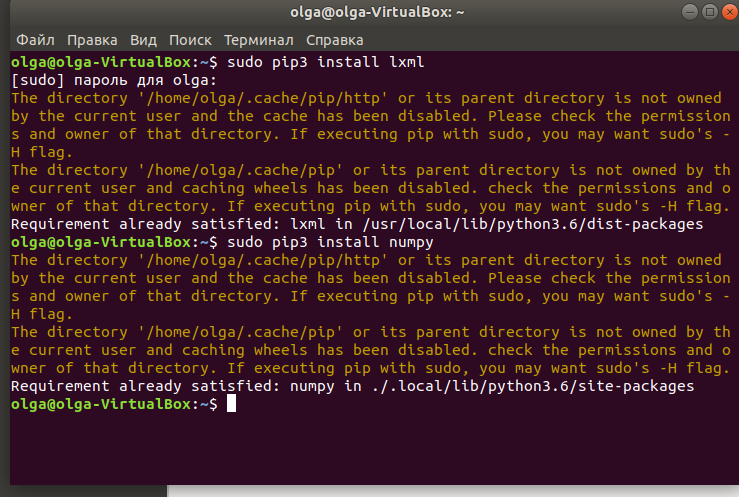 olga@olga-VirtualBox: ~
Файл Правка Вид Поиск Терминал Справка
olga@olga-VirtualBox:~$ sudo pip3 install lxml
[sudo] пароль для olga:
The directory '/home/olga/.cache/pip/http' or its parent directory is not owned
by the current user and the cache has been disabled. Please check the permission
s and owner of that directory. If executing pip with sudo, you may want sudo's -
H flag.
The directory '/home/olga/.cache/pip' or its parent directory is not owned by th
e current user and caching wheels has been disabled. check the permissions and o
wner of that directory. If executing pip with sudo, you may want sudo's -H flag.
Requirement already satisfied: lxml in /usr/local/lib/python3.6/dist-packages
olga@olga-VirtualBox:~$ sudo pip3 install numpy
The directory '/home/olga/.cache/pip/http' or its parent directory is not owned
by the current user and the cache has been disabled. Please check the permission
s and owner of that directory. If executing pip with sudo, you may want sudo's -
H flag.
The directory '/home/olga/.cache/pip' or its parent directory is not owned by th
e current user and caching wheels has been disabled. check the permissions and o
wner of that directory. If executing pip with sudo, you may want sudo's -H flag.
Requirement already satisfied: numpy in ./.local/lib/python3.6/site-packages
olga@olga-VirtualBox:~$